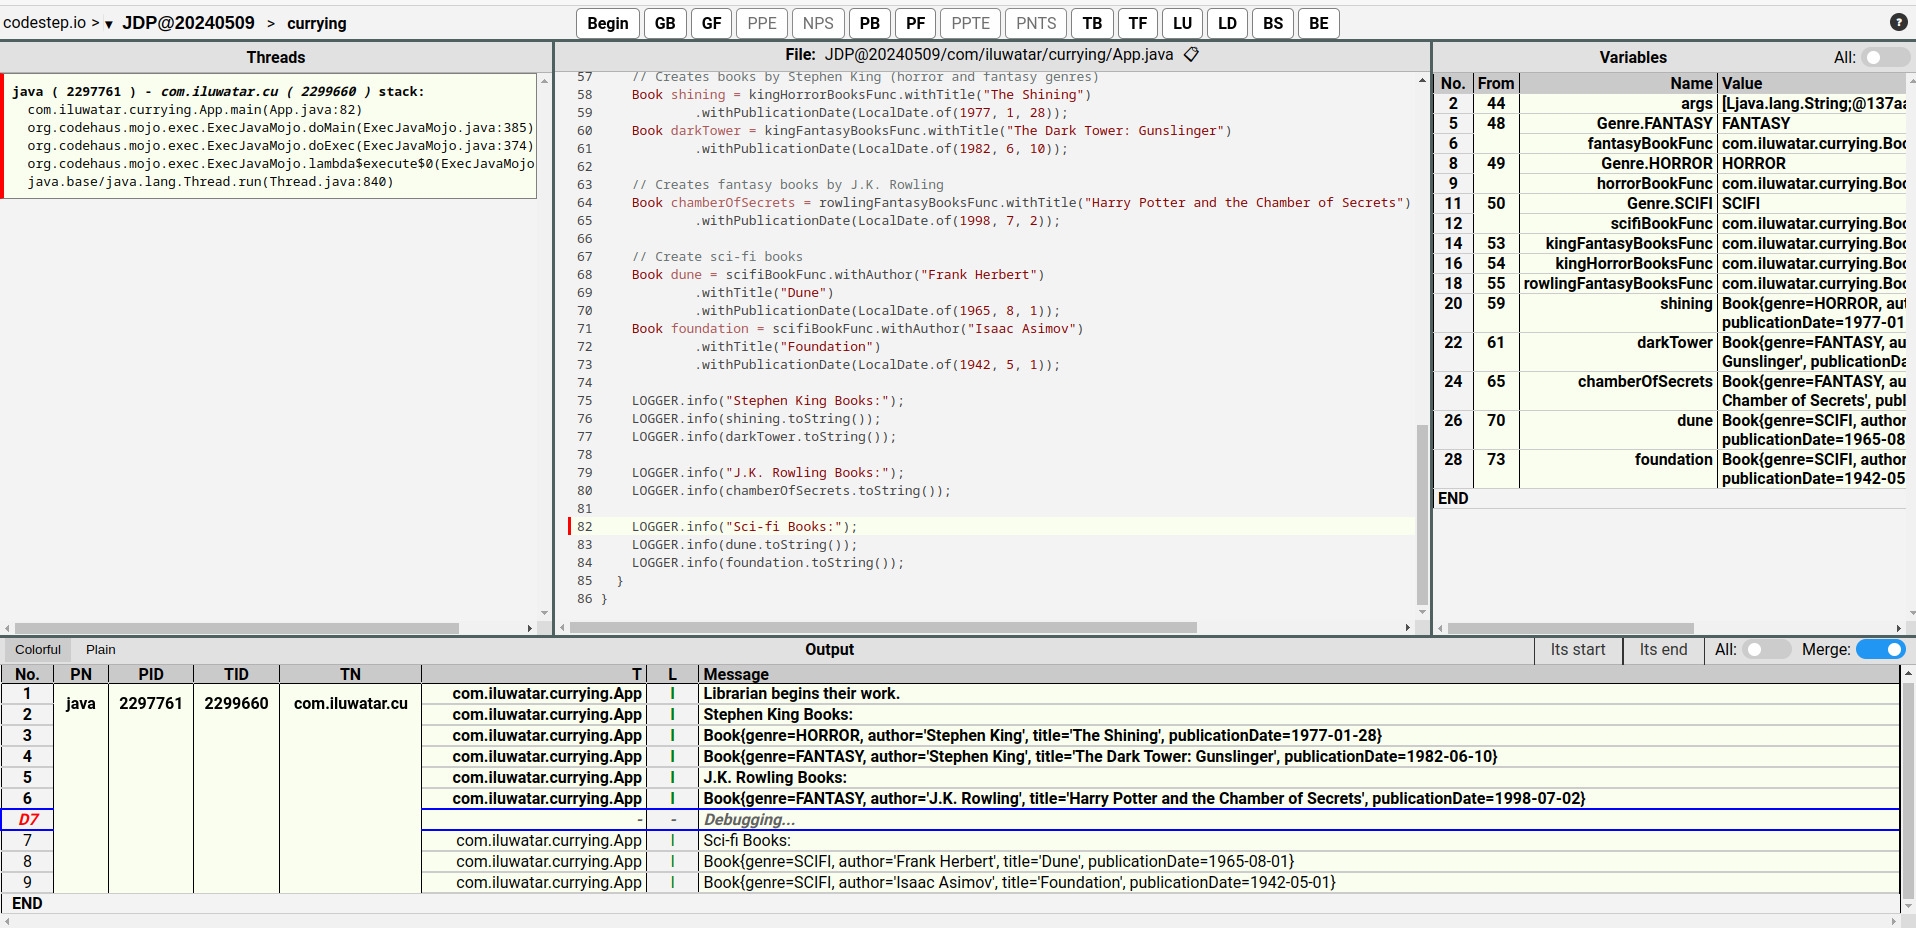 codestep.io > ▾ JDP@20240509 > currying
Begin GB GF PPE NPS PB PF PPTE PNTS TB TF LU LD BS BE
?
Threads
java ( 2297761 ) - com.iluwatar.cu ( 2299660 ) stack:
com.iluwatar.currying.App.main(App.java:82)
org.codehaus.mojo.exec.ExecJavaMojo.doMain(ExecJavaMojo.java:385)
org.codehaus.mojo.exec.ExecJavaMojo.doExec(ExecJavaMojo.java:374)
org.codehaus.mojo.exec.ExecJavaMojo.lambda$execute$0(ExecJavaMojo
java.base/java.lang.Thread.run(Thread.java:840)
File: JDP@20240509/com/iluwatar/currying/App.java
57 // Creates books by Stephen King (horror and fantasy genres)
58 Book shining = kingHorrorBooksFunc.withTitle("The Shining")
59 .withPublicationDate(LocalDate.of(1977, 1, 28));
60 Book darkTower = kingFantasyBooksFunc.withTitle("The Dark Tower: Gunslinger")
61 .withPublicationDate(LocalDate.of(1982, 6, 10));
62
63 // Creates fantasy books by J.K. Rowling
64 Book chamberOfSecrets = rowlingFantasyBooksFunc.withTitle("Harry Potter and the Chamber of Secrets")
65 .withPublicationDate(LocalDate.of(1998, 7, 2));
66
67 // Create sci-fi books
68 Book dune = scifiBookFunc.withAuthor("Frank Herbert")
69 .withTitle("Dune")
70 .withPublicationDate(LocalDate.of(1965, 8, 1));
71 Book foundation = scifiBookFunc.withAuthor("Isaac Asimov")
72 .withTitle("Foundation")
73 .withPublicationDate(LocalDate.of(1942, 5, 1));
74
75 LOGGER.info("Stephen King Books:");
76 LOGGER.info(shining.toString());
77 LOGGER.info(darkTower.toString());
78
79 LOGGER.info("J.K. Rowling Books:");
80 LOGGER.info(chamberOfSecrets.toString());
81
82 LOGGER.info("Sci-fi Books:");
83 LOGGER.info(dune.toString());
84 LOGGER.info(foundation.toString());
85 }
86 }
Variables All:
No. From Name Value
2 44 args [Ljava.lang.String;@137aa
5 48 Genre.FANTASY FANTASY
6 fantasyBookFunc com.iluwatar.currying.Boo
8 49 Genre.HORROR HORROR
9 horrorBookFunc com.iluwatar.currying.Boo
11 50 Genre.SCIFI SCIFI
12 scifiBookFunc com.iluwatar.currying.Boo
14 53 kingFantasyBooksFunc com.iluwatar.currying.Boo
16 54 kingHorrorBooksFunc com.iluwatar.currying.Boo
18 55 rowlingFantasyBooksFunc com.iluwatar.currying.Boo
20 59 shining Book{genre=HORROR, aut
publicationDate=1977-01
22 61 darkTower Book{genre=FANTASY, au
Gunslinger', publicationDa
24 65 chamberOfSecrets Book{genre=FANTASY, au
Chamber of Secrets', publ
26 70 dune Book{genre=SCIFI, author
publicationDate=1965-08
28 73 foundation Book{genre=SCIFI, author
publicationDate=1942-05
END
Colorful Plain Output Its start Its end All: Merge:
No. PN PID TID TN T L Message
1 java 2297761 2299660 com.iluwatar.cu com.iluwatar.currying.App I Librarian begins their work.
2 com.iluwatar.currying.App I Stephen King Books:
3 com.iluwatar.currying.App I Book{genre=HORROR, author='Stephen King', title='The Shining', publicationDate=1977-01-28}
4 com.iluwatar.currying.App I Book{genre=FANTASY, author='Stephen King', title='The Dark Tower: Gunslinger', publicationDate=1982-06-10}
5 com.iluwatar.currying.App I J.K. Rowling Books:
6 com.iluwatar.currying.App I Book{genre=FANTASY, author='J.K. Rowling', title='Harry Potter and the Chamber of Secrets', publicationDate=1998-07-02}
D7 - - Debugging...
7 com.iluwatar.currying.App I Sci-fi Books:
8 com.iluwatar.currying.App I Book{genre=SCIFI, author='Frank Herbert', title='Dune', publicationDate=1965-08-01}
9 com.iluwatar.currying.App I Book{genre=SCIFI, author='Isaac Asimov', title='Foundation', publicationDate=1942-05-01}
END